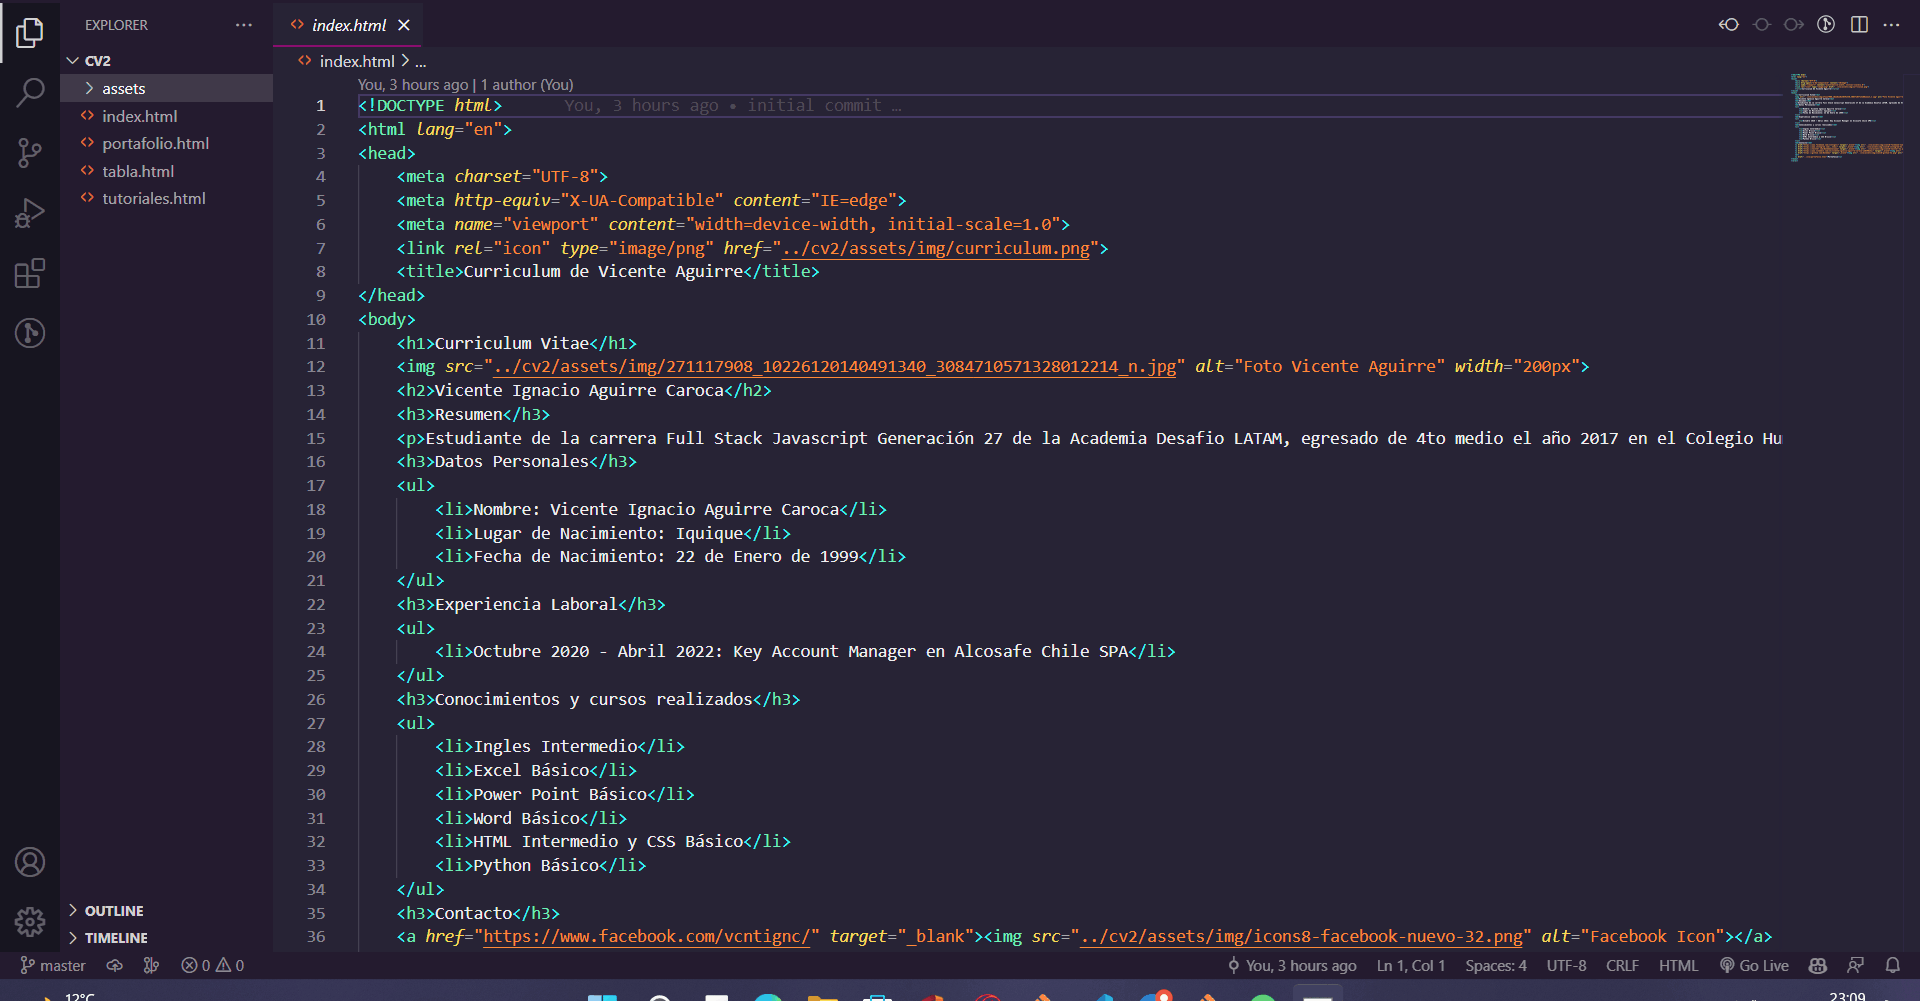 EXPLORER
CV2
assets
index.html
portafolio.html
tabla.html
tutoriales.html
OUTLINE
TIMELINE
index.html
index.html > ...
You, 3 hours ago | 1 author (You)
1 <!DOCTYPE html> You, 3 hours ago • initial commit …
2 <html lang="en">
3 <head>
4 <meta charset="UTF-8">
5 <meta http-equiv="X-UA-Compatible" content="IE=edge">
6 <meta name="viewport" content="width=device-width, initial-scale=1.0">
7 <link rel="icon" type="image/png" href="../cv2/assets/img/curriculum.png">
8 <title>Curriculum de Vicente Aguirre</title>
9 </head>
10 <body>
11 <h1>Curriculum Vitae</h1>
12 <img src="../cv2/assets/img/271117908_10226120140491340_3084710571328012214_n.jpg" alt="Foto Vicente Aguirre" width="200px">
13 <h2>Vicente Ignacio Aguirre Caroca</h2>
14 <h3>Resumen</h3>
15 <p>Estudiante de la carrera Full Stack Javascript Generación 27 de la Academia Desafio LATAM, egresado de 4to medio el año 2017 en el Colegio Hu
16 <h3>Datos Personales</h3>
17 <ul>
18 <li>Nombre: Vicente Ignacio Aguirre Caroca</li>
19 <li>Lugar de Nacimiento: Iquique</li>
20 <li>Fecha de Nacimiento: 22 de Enero de 1999</li>
21 </ul>
22 <h3>Experiencia Laboral</h3>
23 <ul>
24 <li>Octubre 2020 - Abril 2022: Key Account Manager en Alcosafe Chile SPA</li>
25 </ul>
26 <h3>Conocimientos y cursos realizados</h3>
27 <ul>
28 <li>Ingles Intermedio</li>
29 <li>Excel Básico</li>
30 <li>Power Point Básico</li>
31 <li>Word Básico</li>
32 <li>HTML Intermedio y CSS Básico</li>
33 <li>Python Básico</li>
34 </ul>
35 <h3>Contacto</h3>
36 <a href="https://www.facebook.com/vcntignc/" target="_blank"><img src="../cv2/assets/img/icons8-facebook-nuevo-32.png" alt="Facebook Icon"></a>
master 0 0 You, 3 hours ago Ln 1, Col 1 Spaces: 4 UTF-8 CRLF HTML Go Live
12°C 23:09